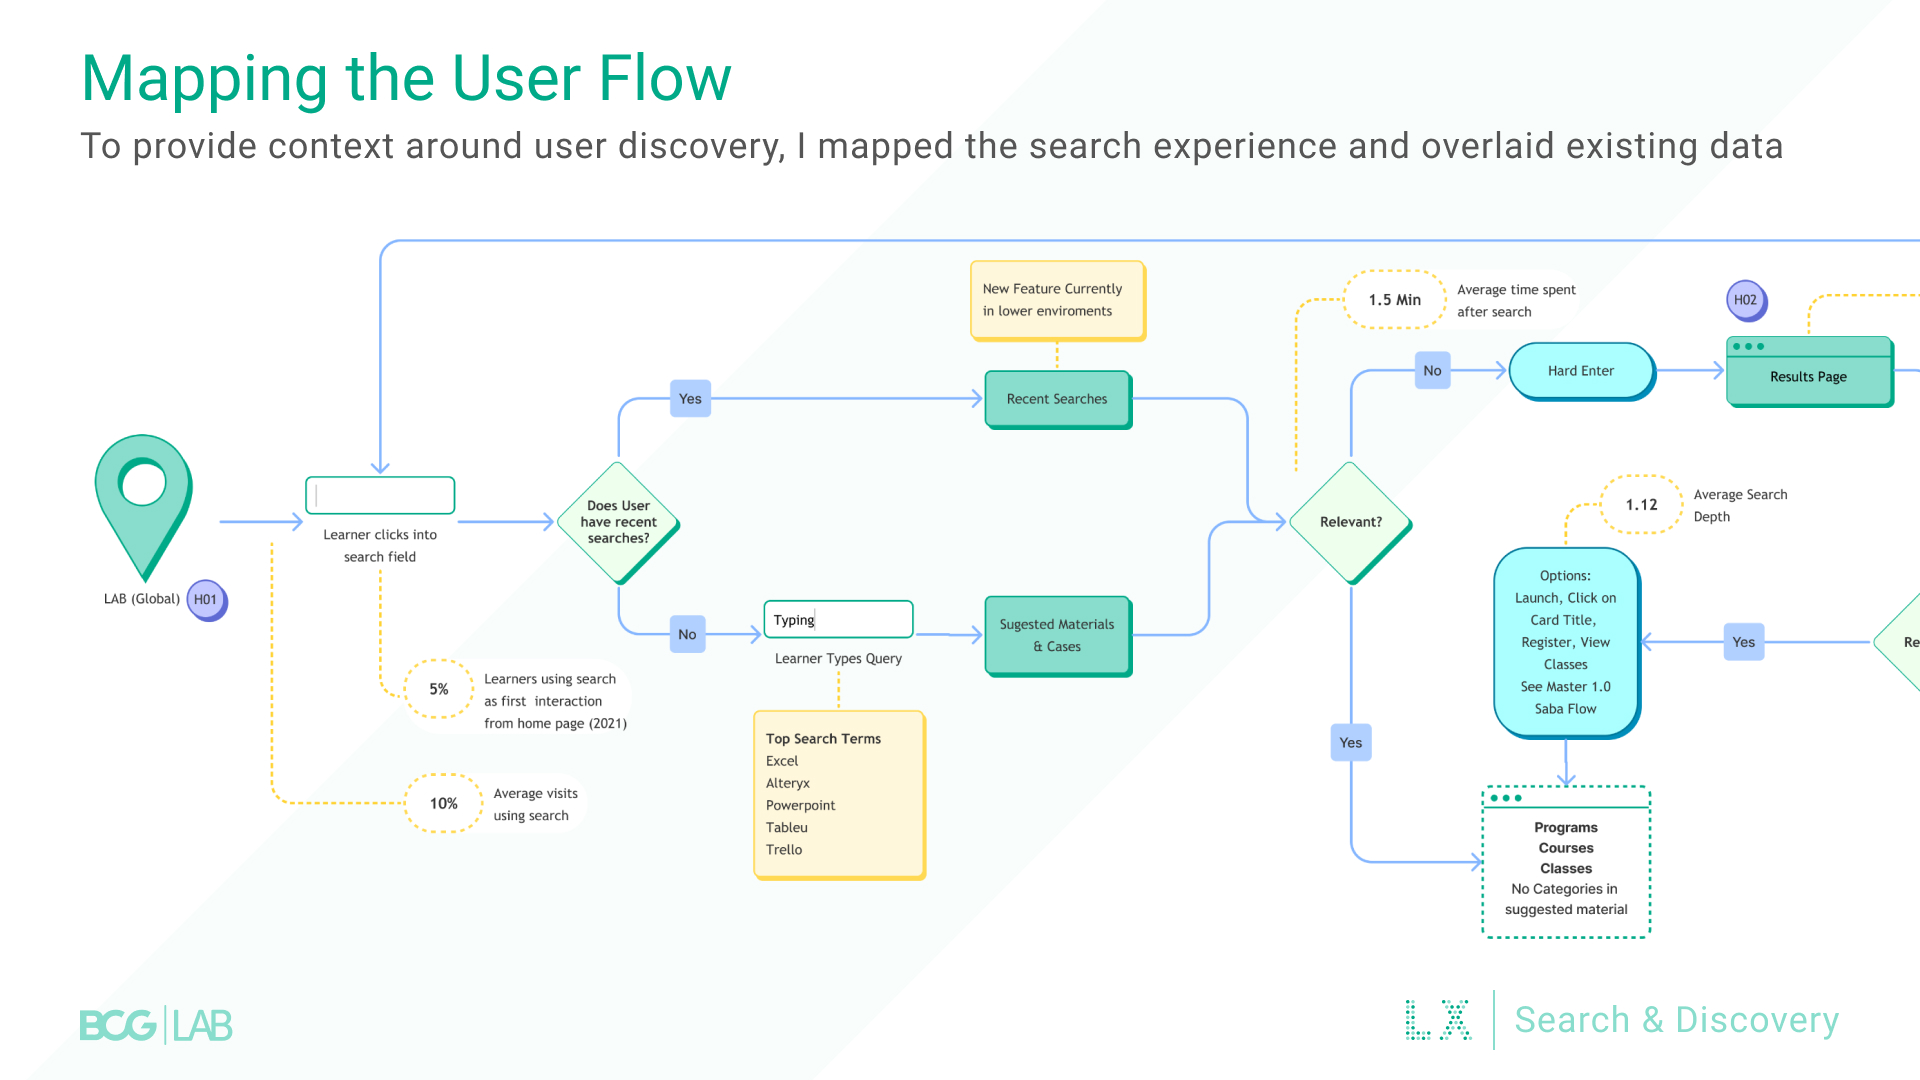 Mapping the User Flow
To provide context around user discovery, I mapped the search experience and overlaid existing data
New Feature Currently
in lower enviroments
1.5 Min
Average time spent
after search
H02
Yes
Recent Searches
No
Hard Enter
Results Page
LAB (Global)
H01
Learner clicks into
search field
Does User
have recent
searches?
Relevant?
1.12
Average Search
Depth
No
Typing
Learner Types Query
Sugested Materials
& Cases
Options:
Launch, Click on
Card Title,
Register, View
Classes
See Master 1.0
Saba Flow
Yes
Re
5%
Learners using search
as first interaction
from home page (2021)
10%
Average visits
using search
Top Search Terms
Excel
Alteryx
Powerpoint
Tableu
Trello
Yes
Programs
Courses
Classes
No Categories in
suggested material
BCG LAB
LX
Search & Discovery